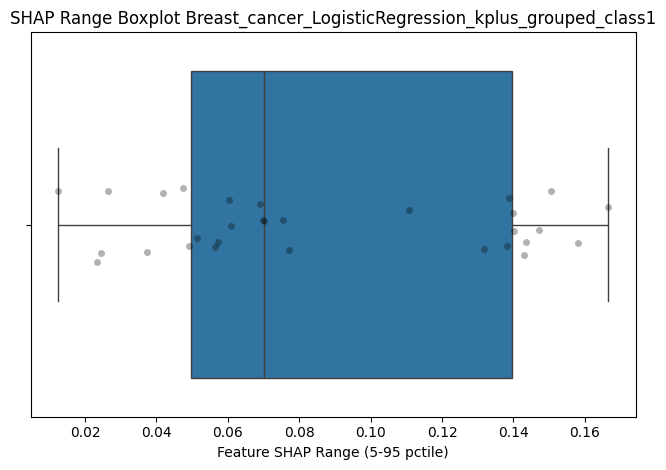 SHAP Range Boxplot Breast_cancer_LogisticRegression_kplus_grouped_class1
0.02 0.04 0.06 0.08 0.10 0.12 0.14 0.16
Feature SHAP Range (5-95 pctile)